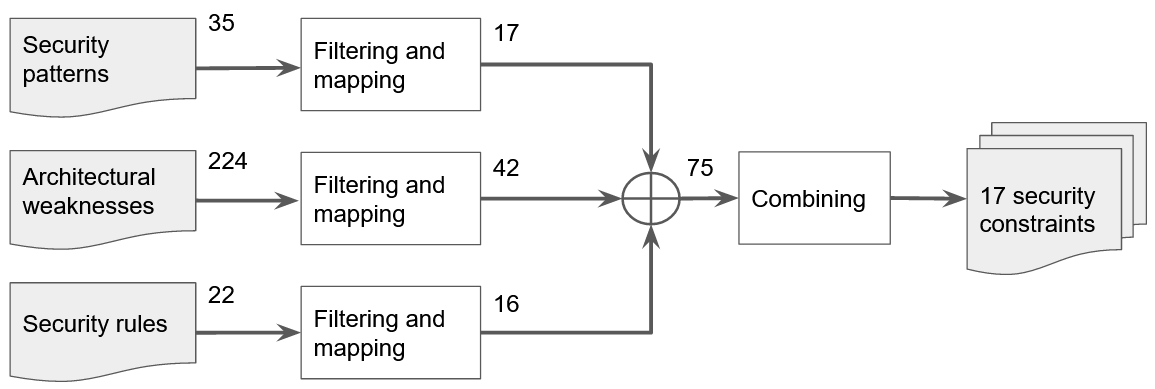 Security
patterns
35
Filtering and
mapping
17
Architectural
weaknesses
224
Filtering and
mapping
42
75
Combining
17 security
constraints
Security rules
22
Filtering and
mapping
16